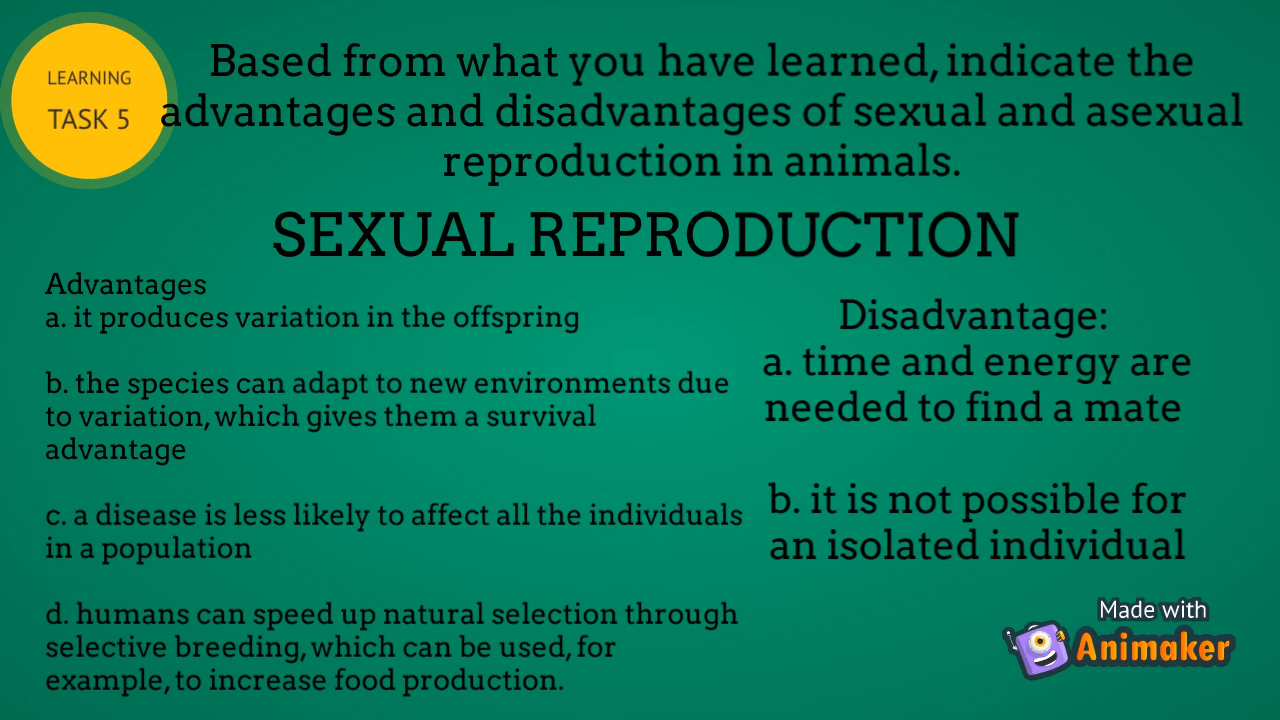 LEARNING
TASK 5
Based from what you have learned, indicate the
advantages and disadvantages of sexual and asexual
reproduction in animals.
SEXUAL REPRODUCTION
Advantages
a. it produces variation in the offspring
b. the species can adapt to new environments due
to variation, which gives them a survival
advantage
c. a disease is less likely to affect all the individuals
in a population
d. humans can speed up natural selection through
selective breeding, which can be used, for
example, to increase food production.
Disadvantage:
a. time and energy are
needed to find a mate
b. it is not possible for
an isolated individual
Made with
Animaker